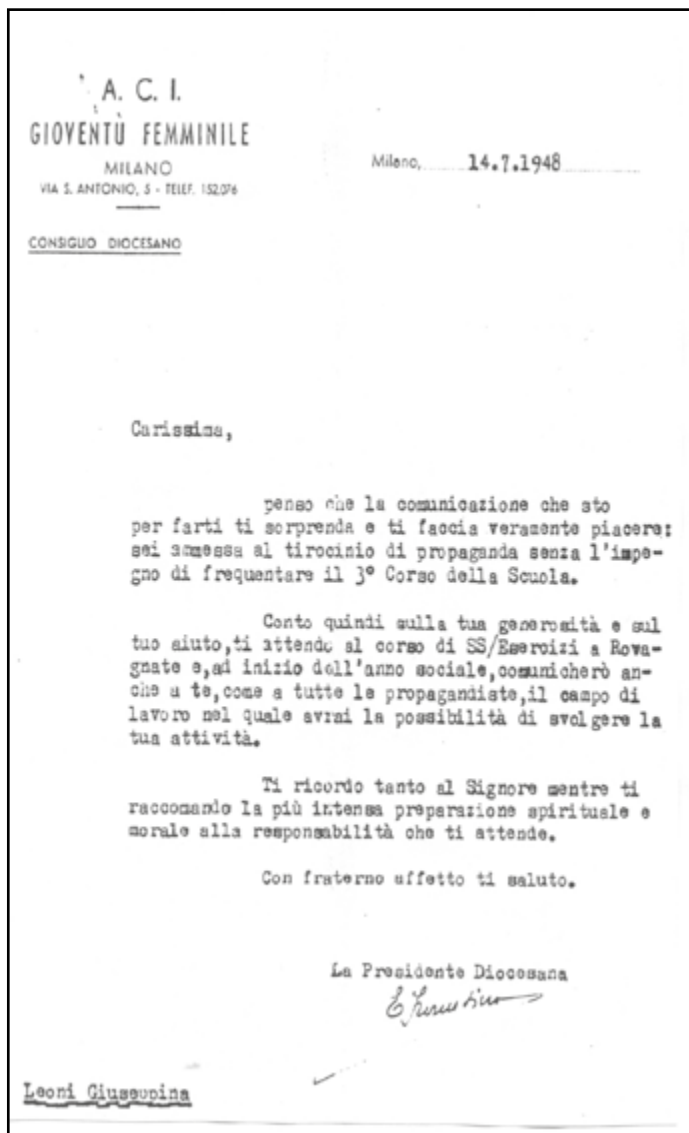 A. C. I.
GIOVENTÙ FEMMINILE
MILANO
VIA S. ANTONIO, 5 - TELEF. 152.076
CONSIGLIO DIOCESANO
Milano, 14.7.1948
Carissima,
penso che la comunicazione che sto
per farti ti sorprenda e ti faccia veramente piacere:
sei ammessa al tirocinio di propaganda senza l'impe-
gno di frequentare il 3° Corso della Scuola.
Conto quindi sulla tua generosità e sul
tuo aiuto,ti attendo al corso di SS/Esercizi a Rova-
gnate e,ad inizio dell'anno sociale,comunicherò an-
che a te,come a tutte le propagandiste,il campo di
lavoro nel quale avrai la possibilità di svolgere la
tua attività.
Ti ricordo tanto al Signore mentre ti
raccomando la più intensa preparazione spirituale e
morale alla responsabilità che ti attende.
Con fraterno affetto ti saluto.
La Presidente Diocesana
Leoni Giuseppina